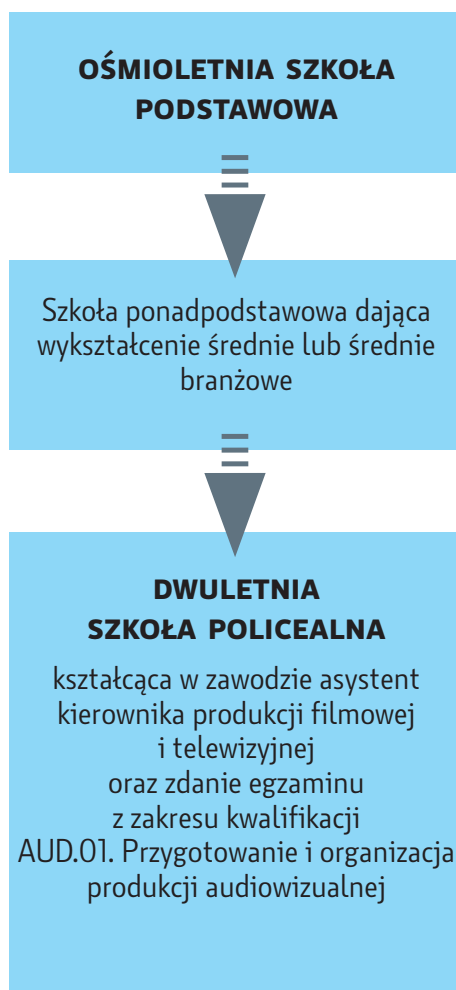 OŚMIOLETNIA SZKOŁA
PODSTAWOWA
Szkoła ponadpodstawowa dająca
wykształcenie średnie lub średnie
branżowe
DWULETNIA
SZKOŁA POLICEALNA
kształcąca w zawodzie asystent
kierownika produkcji filmowej
i telewizyjnej
oraz zdanie egzaminu
z zakresu kwalifikacji
AUD.01. Przygotowanie i organizacja
produkcji audiowizualnej